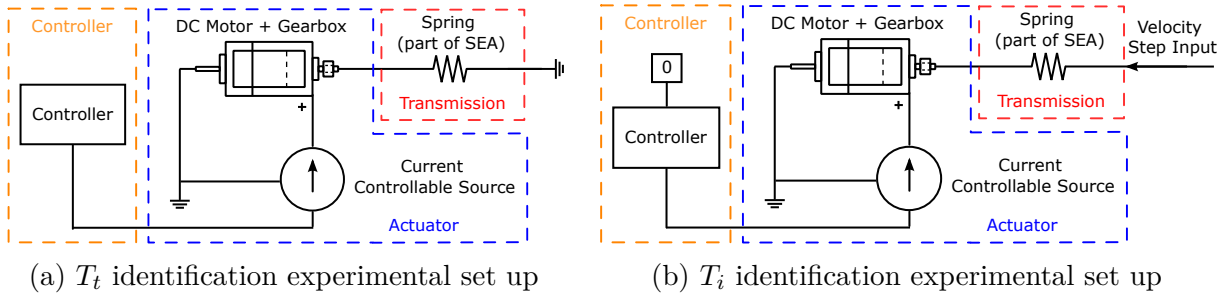 Controller
DC Motor + Gearbox
Spring
(part of SEA)
Controller
+
Transmission
Current
Controllable Source
Actuator
(a) T_t identification experimental set up
Controller
DC Motor + Gearbox
Spring
(part of SEA)
Velocity
Step Input
0
Controller
+
Transmission
Current
Controllable Source
Actuator
(b) T_i identification experimental set up